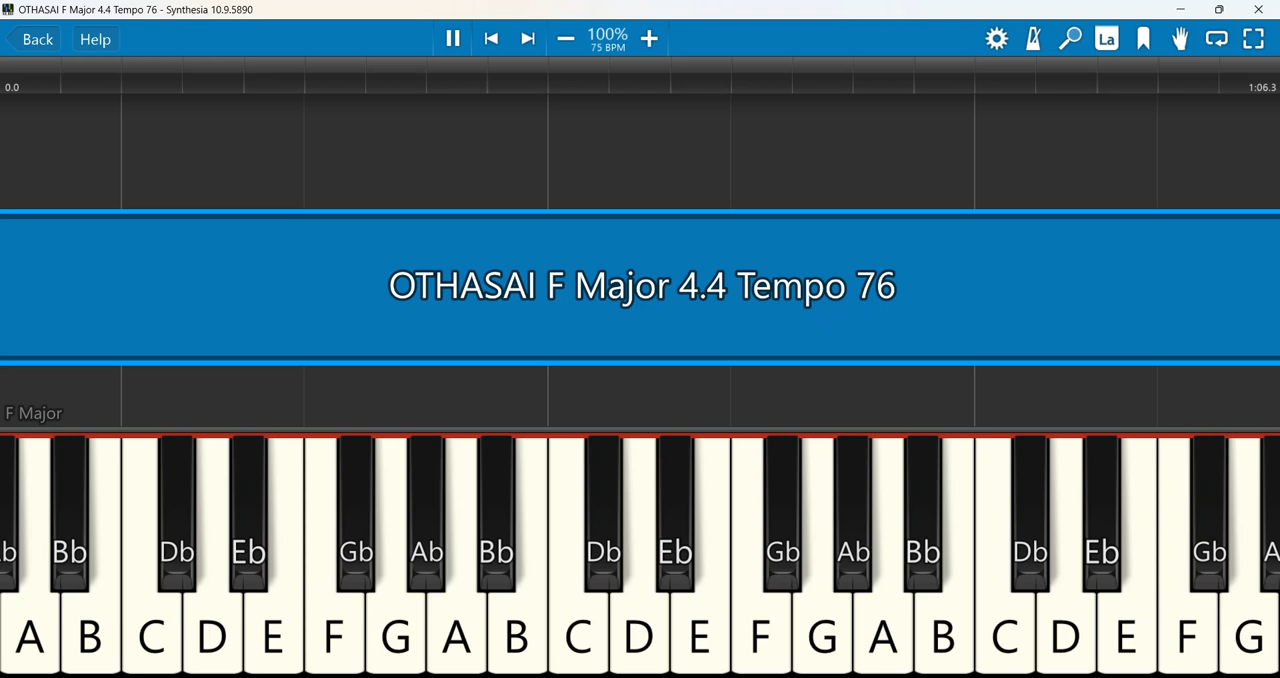 OTHASAI F Major 4.4 Tempo 76 - Synthesia 10.9.5890
Back Help 100% La
75 BPM
0.0 1:06.3
OTHASAI F Major 4.4 Tempo 76
F Major
Bb Db Eb Gb Ab Bb Db Eb Gb Ab Bb Db Eb Gb
A B C D E F G A B C D E F G A B C D E F G